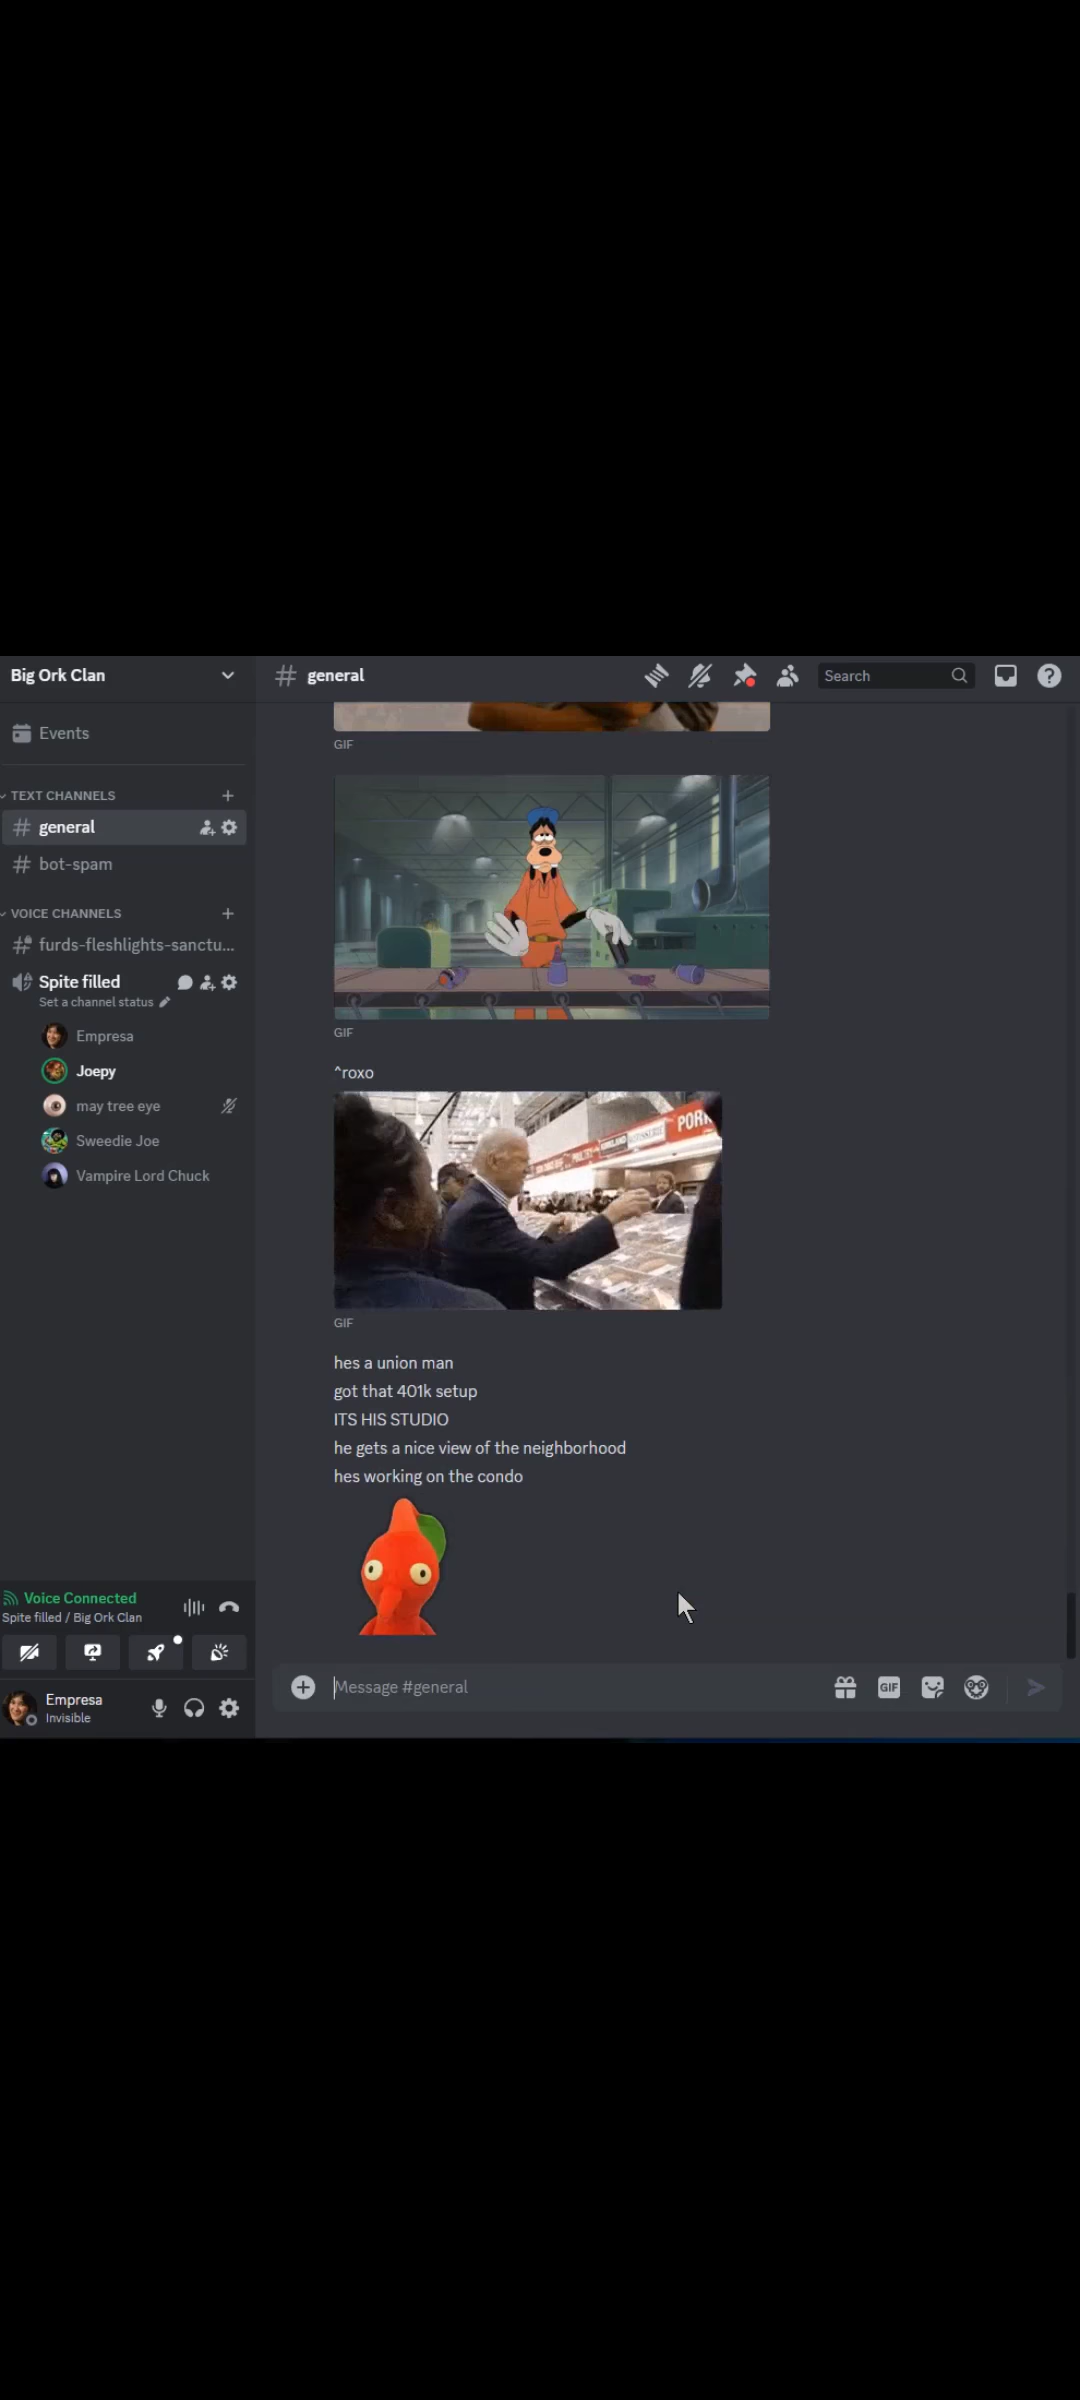 Big Ork Clan
Events
TEXT CHANNELS
general
bot-spam
VOICE CHANNELS
furds-fleshlights-sanctu...
Spite filled
Set a channel status
Empresa
Joepy
may tree eye
Sweedie Joe
Vampire Lord Chuck
Voice Connected
Spite filled / Big Ork Clan
Empresa
Invisible
general
Search
GIF
GIF
^roxo
PORK
GIF
hes a union man
got that 401k setup
ITS HIS STUDIO
he gets a nice view of the neighborhood
hes working on the condo
Message #general
GIF